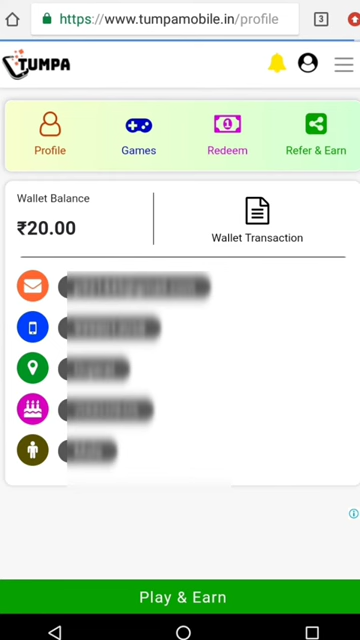 https://www.tumpamobile.in/profile
3
TUMPA
Profile Games Redeem Refer & Earn
Wallet Balance
₹20.00
Wallet Transaction
Play & Earn